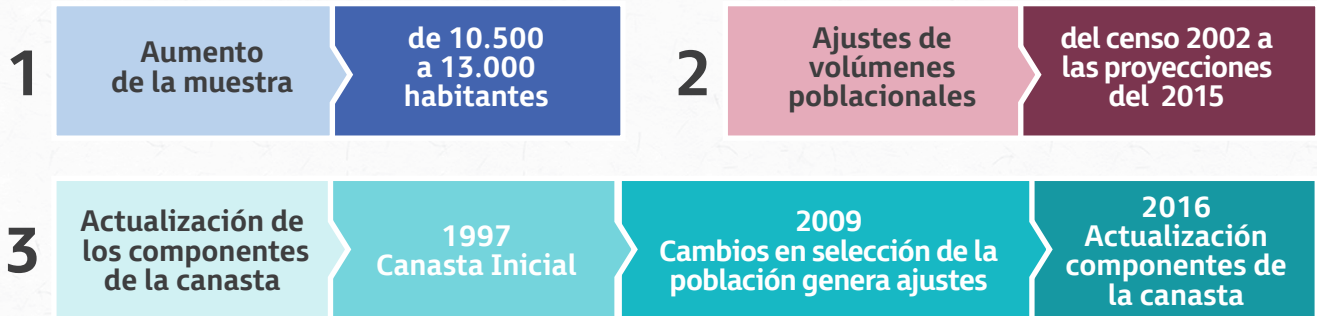 1
Aumento
de la muestra
de 10.500
a 13.000
habitantes
2
Ajustes de
volúmenes
poblacionales
del censo 2002 a
las proyecciones
del 2015
3
Actualización de
los componentes
de la canasta
1997
Canasta Inicial
2009
Cambios en selección de la
población genera ajustes
2016
Actualización
componentes de
la canasta